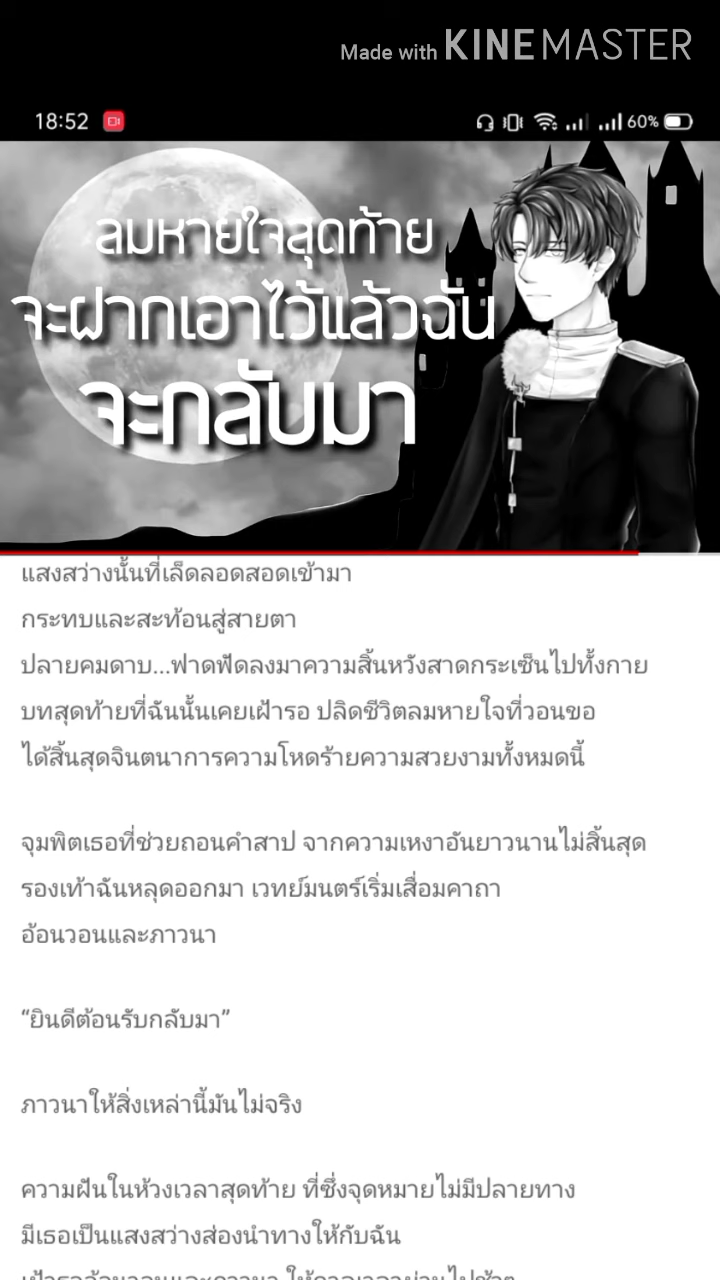 Made with KINEMASTER
18:52
60%
ลมหายใจสุดท้าย
จะฝากเอาไว้แล้วฉัน
จะกลับมา
แสงสว่างนั้นที่เล็ดลอดสอดเข้ามา
กระทบและสะท้อนสู่สายตา
ปลายคมดาบ...ฟาดฟัดลงมาความสิ้นหวังสาดกระเซ็นไปทั้งกาย
บทสุดท้ายที่ฉันนั้นเคยเฝ้ารอ ปลิดชีวิตลมหายใจที่วอนขอ
ได้สิ้นสุดจินตนาการความโหดร้ายความสวยงามทั้งหมดนี้
จุมพิตเธอที่ช่วยถอนคำสาป จากความเหงาอันยาวนานไม่สิ้นสุด
รองเท้าฉันหลุดออกมา เวทย์มนตร์เริ่มเสื่อมคาถา
อ้อนวอนและภาวนา
“ยินดีต้อนรับกลับมา”
ภาวนาให้สิ่งเหล่านี้มันไม่จริง
ความฝันในห้วงเวลาสุดท้าย ที่ซึ่งจุดหมายไม่มีปลายทาง
มีเธอเป็นแสงสว่างส่องนำทางให้กับฉัน